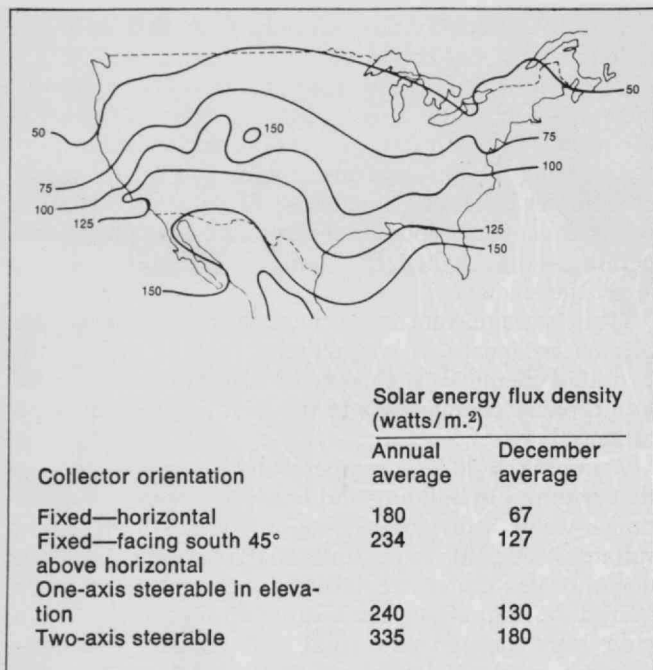 150
50
50
75
75
100
100
125
125
150
150
Solar energy flux density
(watts/m.²)
Annual
average
December
average
Collector orientation
Fixed—horizontal 180 67
Fixed—facing south 45° 234 127
above horizontal
One-axis steerable in eleva-
tion 240 130
Two-axis steerable 335 180